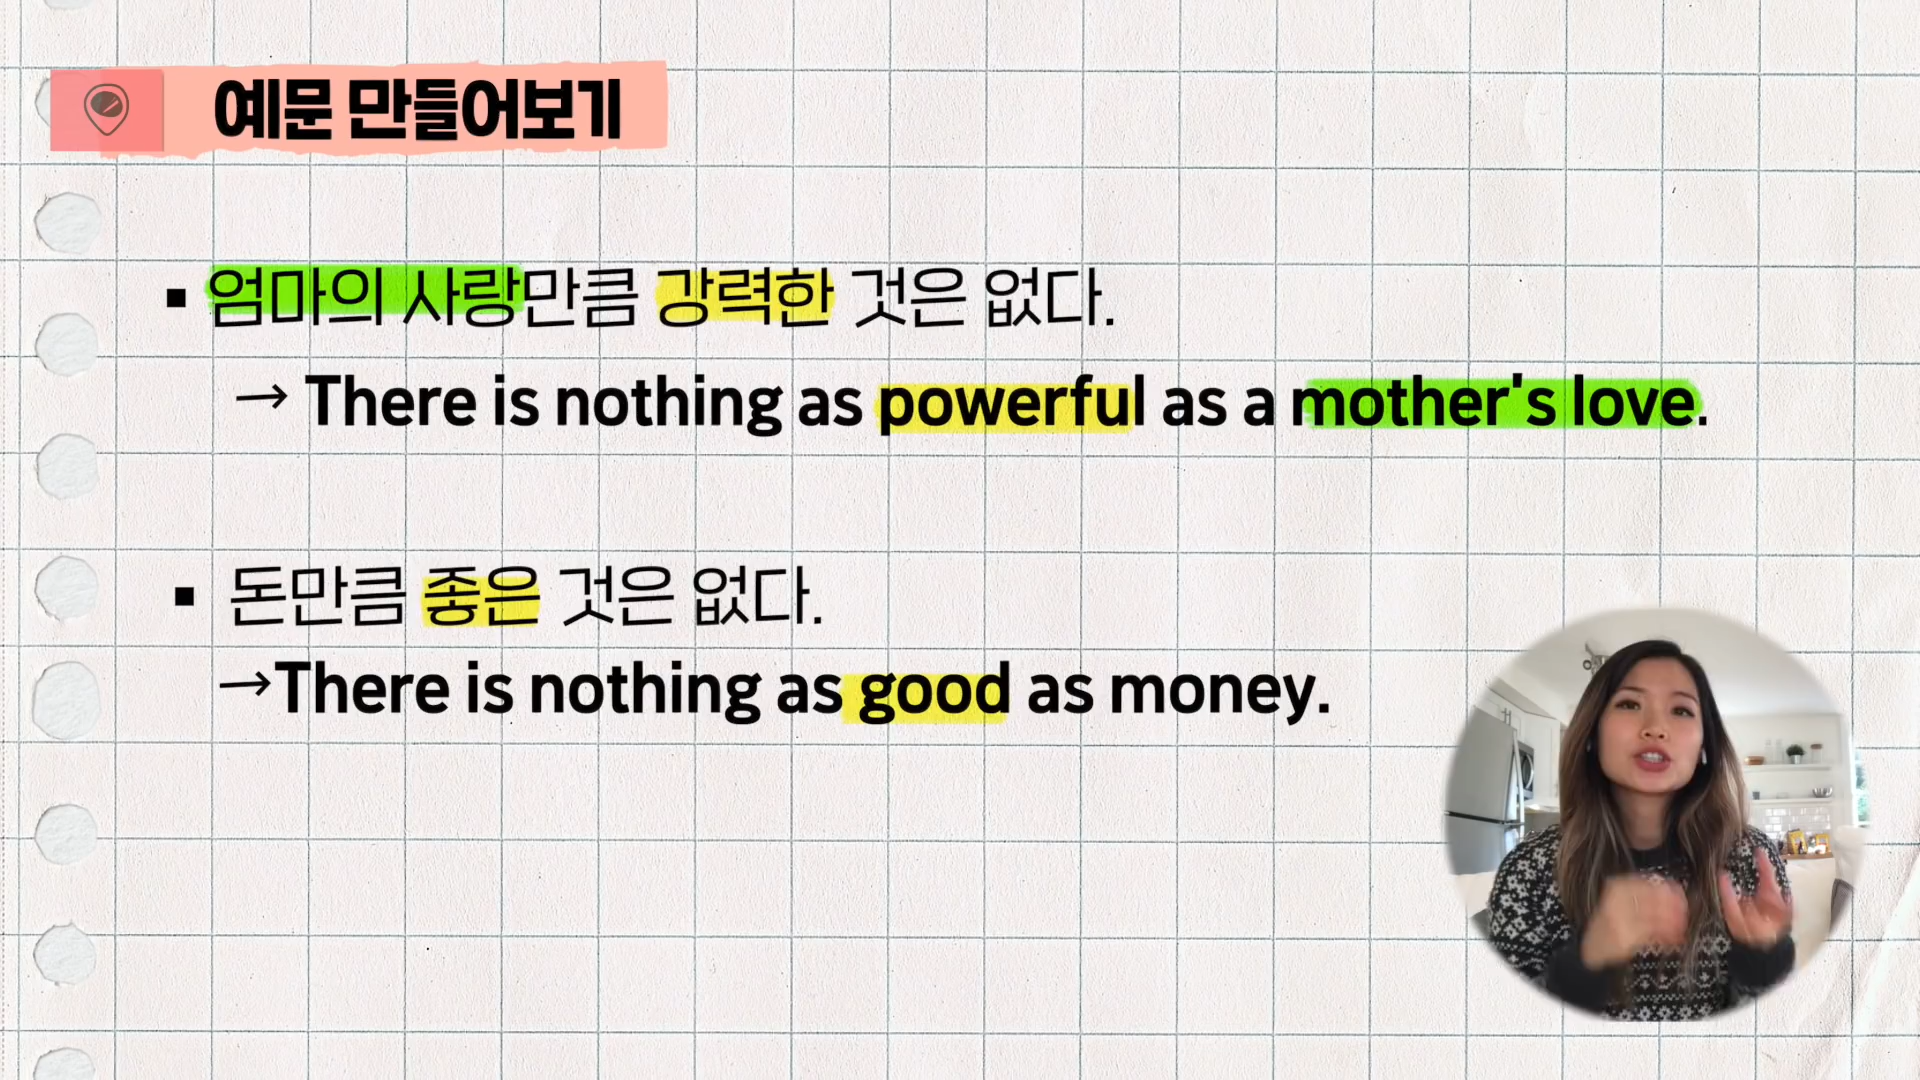 예문 만들어보기
▪ 엄마의 사랑만큼 강력한 것은 없다.
→ There is nothing as powerful as a mother's love.
▪ 돈만큼 좋은 것은 없다.
→There is nothing as good as money.